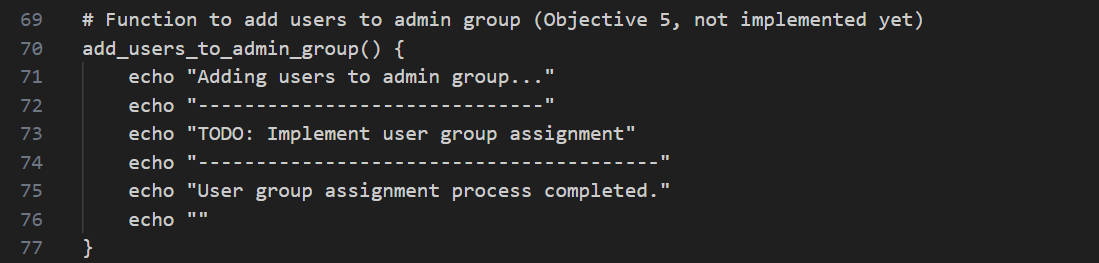 69 # Function to add users to admin group (Objective 5, not implemented yet)
70 add_users_to_admin_group() {
71     echo "Adding users to admin group..."
72     echo "------------------------------"
73     echo "TODO: Implement user group assignment"
74     echo "----------------------------------------"
75     echo "User group assignment process completed."
76     echo ""
77 }